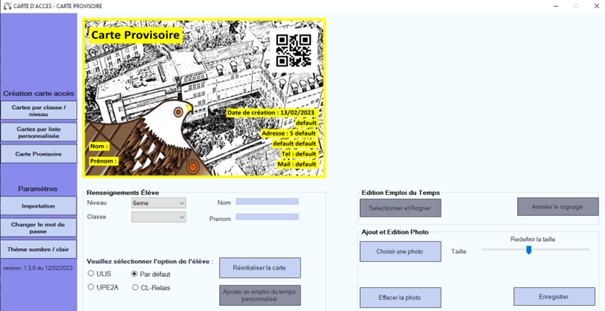 CARTE D'ACCES - CARTE PROVISOIRE
Création carte accès
Cartes par classe / niveau
Cartes par liste personnalisée
Carte Provisoire
Paramètres
Importation
Changer le mot de passe
Thème sombre / clair
version: 1.3.6 du 12/02/2023
Carte Provisoire
Date de création : 13/02/2023
default
Adresse : 5 default
default default
Tel : default
Mail : default
Nom :
Prénom :
Renseignements Élève
Niveau
6eme
Nom
Classe
Prenom
Veuillez sélectionner l'option de l'élève :
ULIS
Par défaut
UPE2A
CL-Relais
Réinitialiser la carte
Ajouter un emploi du temps personnalisé
Edition Emploi du Temps
Selectionner et Rogner
Annuler le rognage
Ajout et Edition Photo
Choisir une photo
Taille
Redefinir la taille
Effacer la photo
Enregistrer